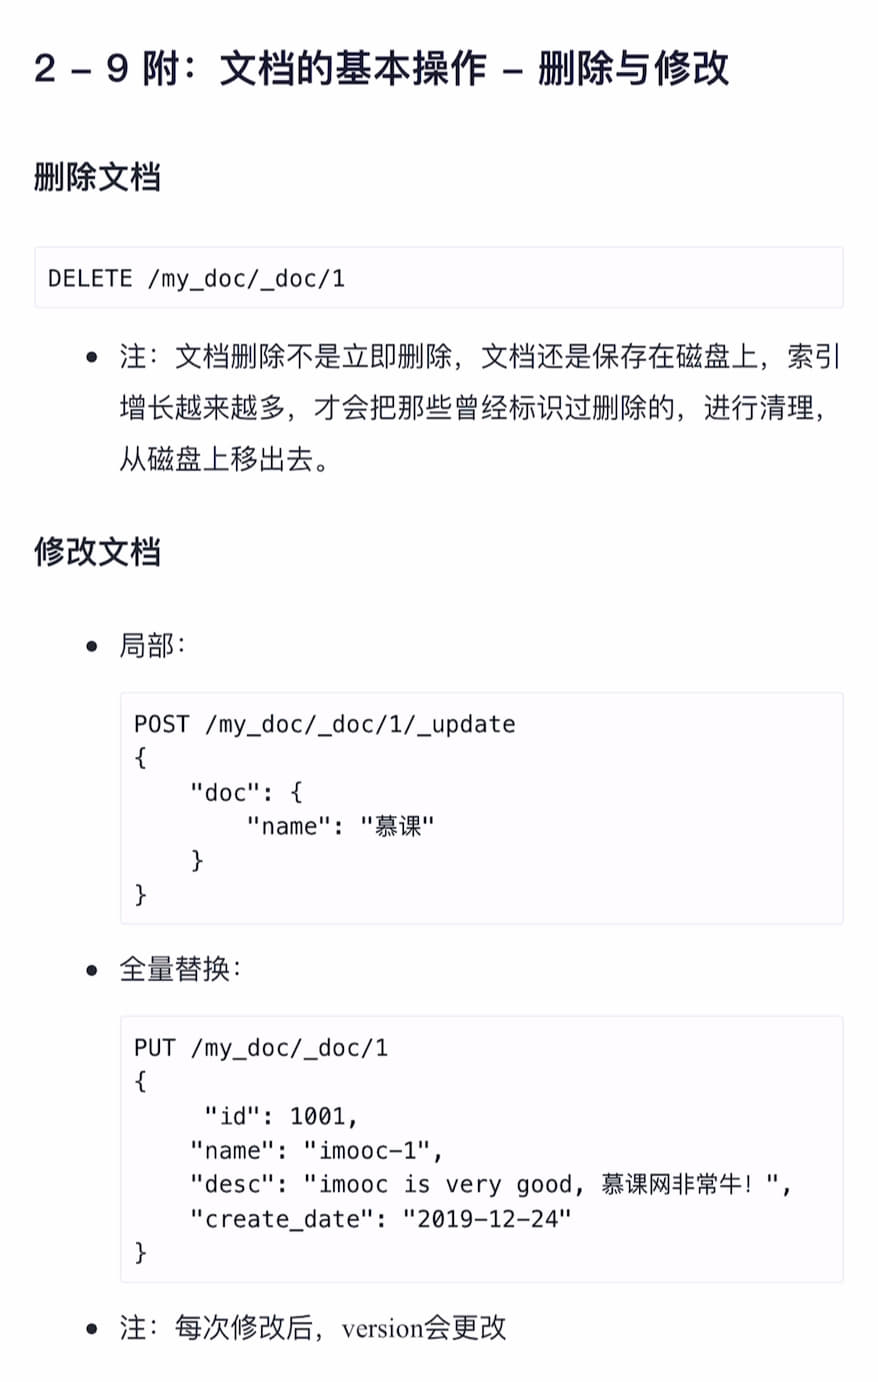 2 – 9 附：文档的基本操作 – 删除与修改
删除文档
DELETE /my_doc/_doc/1
• 注：文档删除不是立即删除，文档还是保存在磁盘上，索引
增长越来越多，才会把那些曾经标识过删除的，进行清理，
从磁盘上移出去。
修改文档
• 局部：
POST /my_doc/_doc/1/_update
{
    "doc": {
        "name": "慕课"
    }
}
• 全量替换：
PUT /my_doc/_doc/1
{
     "id": 1001,
    "name": "imooc-1",
    "desc": "imooc is very good, 慕课网非常牛！",
    "create_date": "2019-12-24"
}
• 注：每次修改后，version会更改